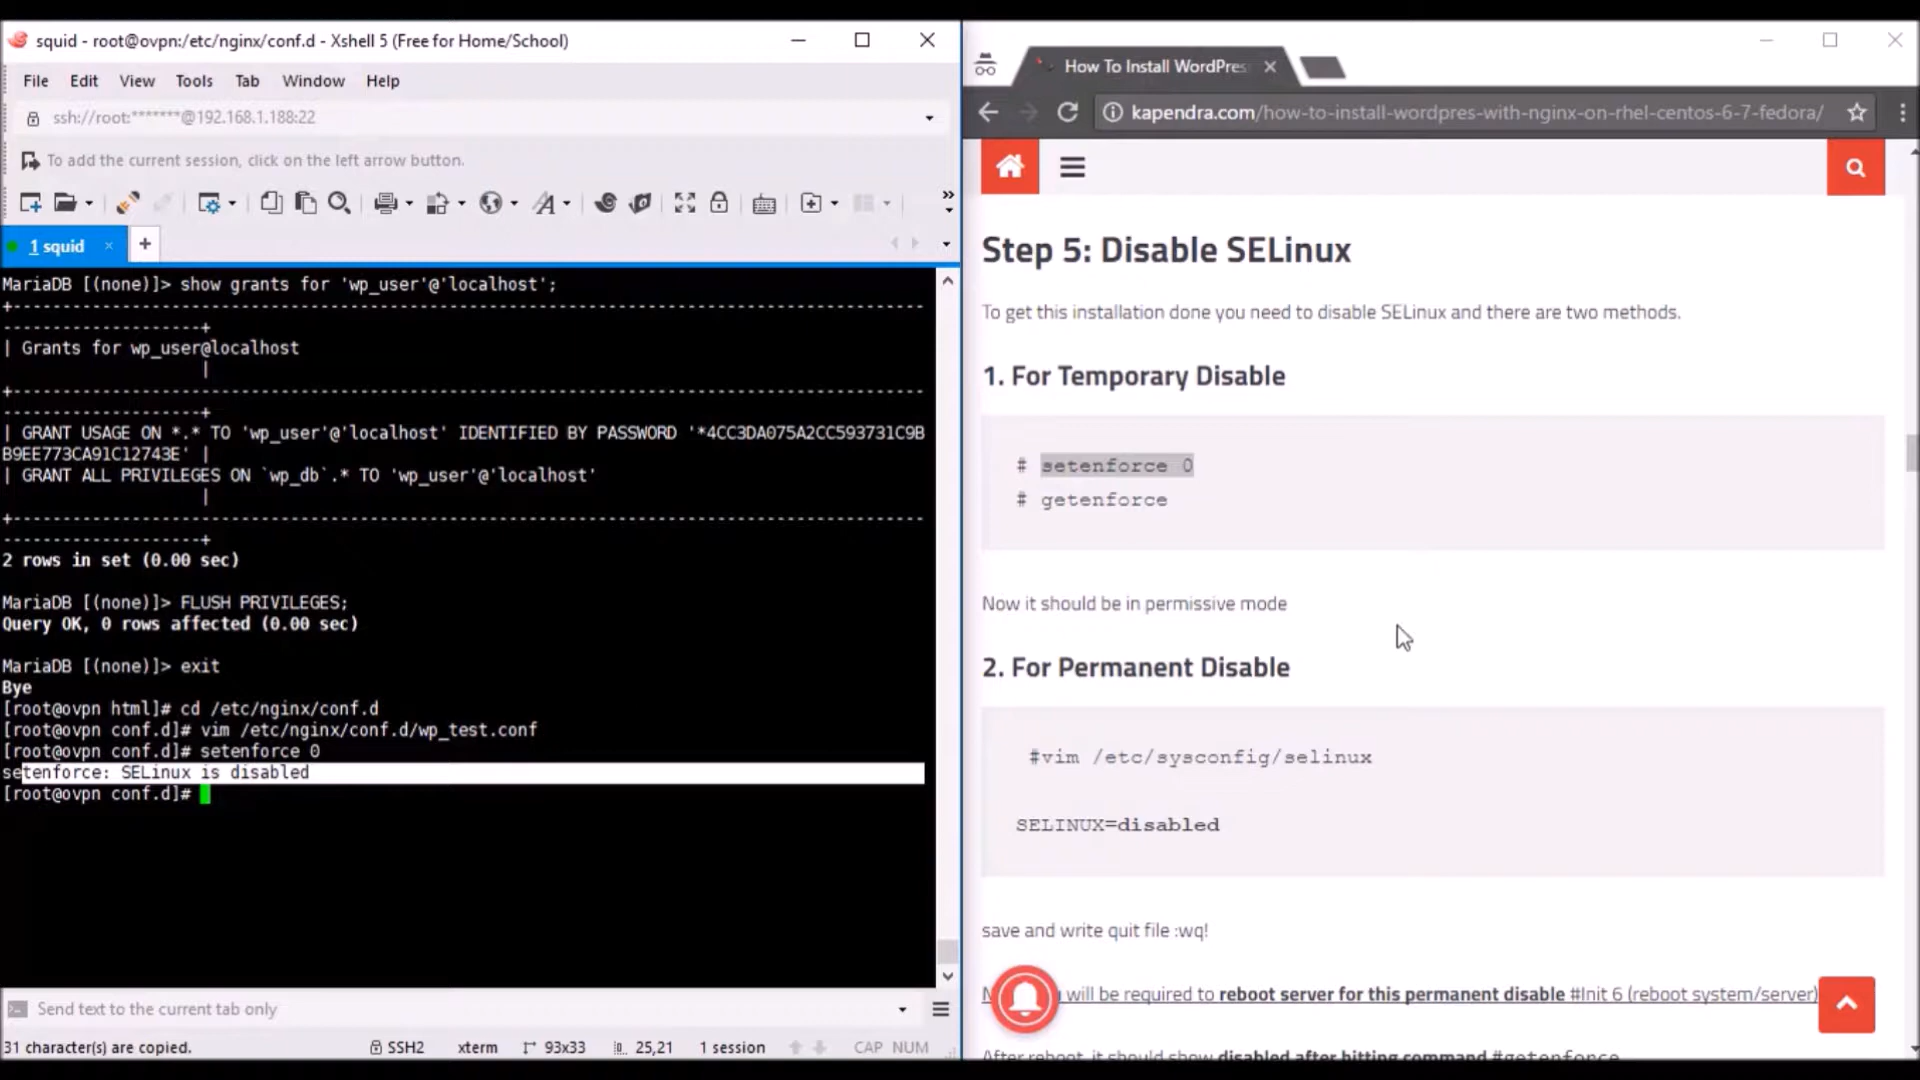 squid - root@ovpn:/etc/nginx/conf.d - Xshell 5 (Free for Home/School)
File Edit View Tools Tab Window Help
ssh://root:*******@192.168.1.188:22
To add the current session, click on the left arrow button.
1 squid
MariaDB [(none)]> show grants for 'wp_user'@'localhost';
+---------------------------------------------------------------------------------------------
---------------------+
| Grants for wp_user@localhost
|
+---------------------------------------------------------------------------------------------
---------------------+
| GRANT USAGE ON *.* TO 'wp_user'@'localhost' IDENTIFIED BY PASSWORD '*4CC3DA075A2CC593731C9B
B9EE773CA91C12743E' |
| GRANT ALL PRIVILEGES ON `wp_db`.* TO 'wp_user'@'localhost'
|
+---------------------------------------------------------------------------------------------
---------------------+
2 rows in set (0.00 sec)
MariaDB [(none)]> FLUSH PRIVILEGES;
Query OK, 0 rows affected (0.00 sec)
MariaDB [(none)]> exit
Bye
[root@ovpn html]# cd /etc/nginx/conf.d
[root@ovpn conf.d]# vim /etc/nginx/conf.d/wp_test.conf
[root@ovpn conf.d]# setenforce 0
setenforce: SELinux is disabled
[root@ovpn conf.d]#
Send text to the current tab only
31 character(s) are copied. SSH2 xterm 93x33 25,21 1 session CAP NUM
How To Install WordPres
kapendra.com/how-to-install-wordpres-with-nginx-on-rhel-centos-6-7-fedora/
Step 5: Disable SELinux
To get this installation done you need to disable SELinux and there are two methods.
1. For Temporary Disable
# setenforce 0
# getenforce
Now it should be in permissive mode
2. For Permanent Disable
#vim /etc/sysconfig/selinux
SELINUX=disabled
save and write quit file :wq!
will be required to reboot server for this permanent disable #Init 6 (reboot system/server)
After reboot, it should show disabled after hitting command #getenforce